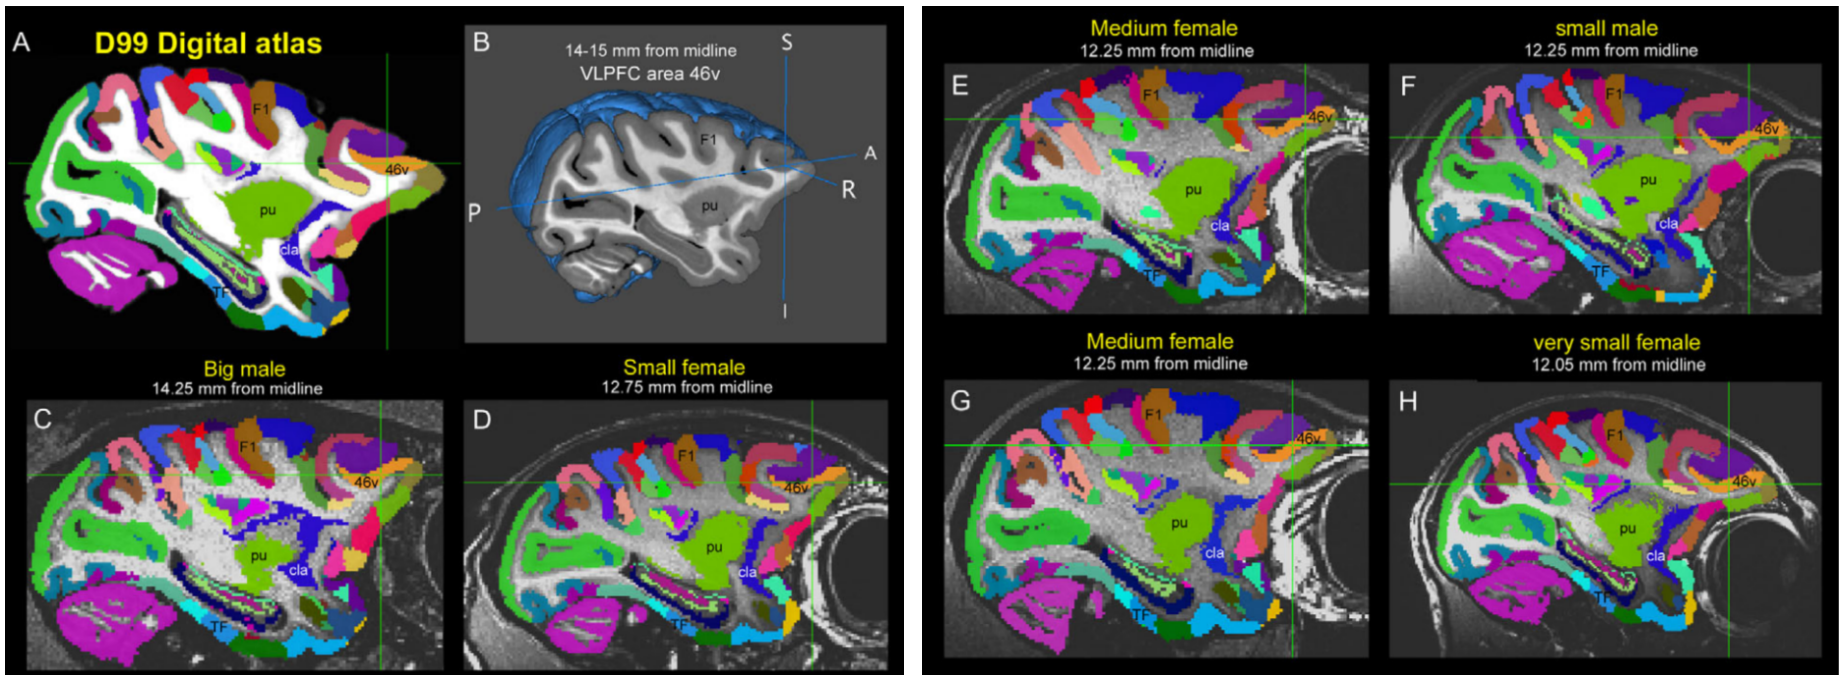 A
D99 Digital atlas
F1
46v
pu
cla
TF
B
14-15 mm from midline
VLPFC area 46v
S
F1
A
R
P
pu
I
Big male
14.25 mm from midline
C
F1
46v
pu
cla
TF
Small female
12.75 mm from midline
D
F1
46v
pu
cla
TF
Medium female
12.25 mm from midline
E
F1
46v
pu
cla
TF
small male
12.25 mm from midline
F
F1
46v
pu
cla
TF
Medium female
12.25 mm from midline
G
F1
46v
pu
cla
TF
very small female
12.05 mm from midline
H
F1
46v
pu
cla
TF